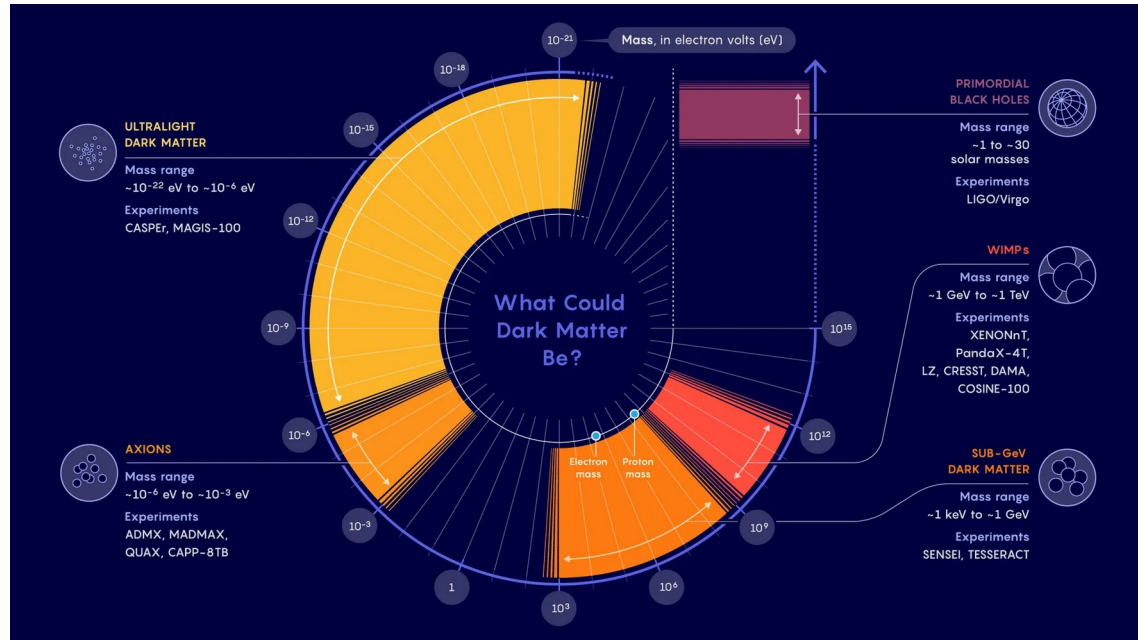 10⁻²¹
Mass, in electron volts (eV)
10⁻¹⁸
10⁻¹⁵
10⁻¹²
10⁻⁹
10⁻⁶
10⁻³
1
10³
10⁶
10⁹
10¹²
10¹⁵
What Could
Dark Matter
Be?
Electron
mass
Proton
mass
ULTRALIGHT
DARK MATTER
Mass range
~10⁻²² eV to ~10⁻⁶ eV
Experiments
CASPEr, MAGIS-100
AXIONS
Mass range
~10⁻⁶ eV to ~10⁻³ eV
Experiments
ADMX, MADMAX,
QUAX, CAPP-8TB
PRIMORDIAL
BLACK HOLES
Mass range
~1 to ~30
solar masses
Experiments
LIGO/Virgo
WIMPs
Mass range
~1 GeV to ~1 TeV
Experiments
XENONnT,
PandaX-4T,
LZ, CRESST, DAMA,
COSINE-100
SUB-GeV
DARK MATTER
Mass range
~1 keV to ~1 GeV
Experiments
SENSEI, TESSERACT